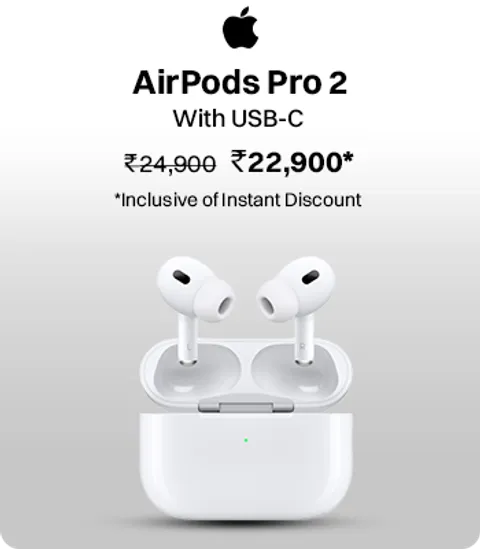 AirPods Pro 2
With USB-C
₹24,900 ₹22,900*
*Inclusive of Instant Discount